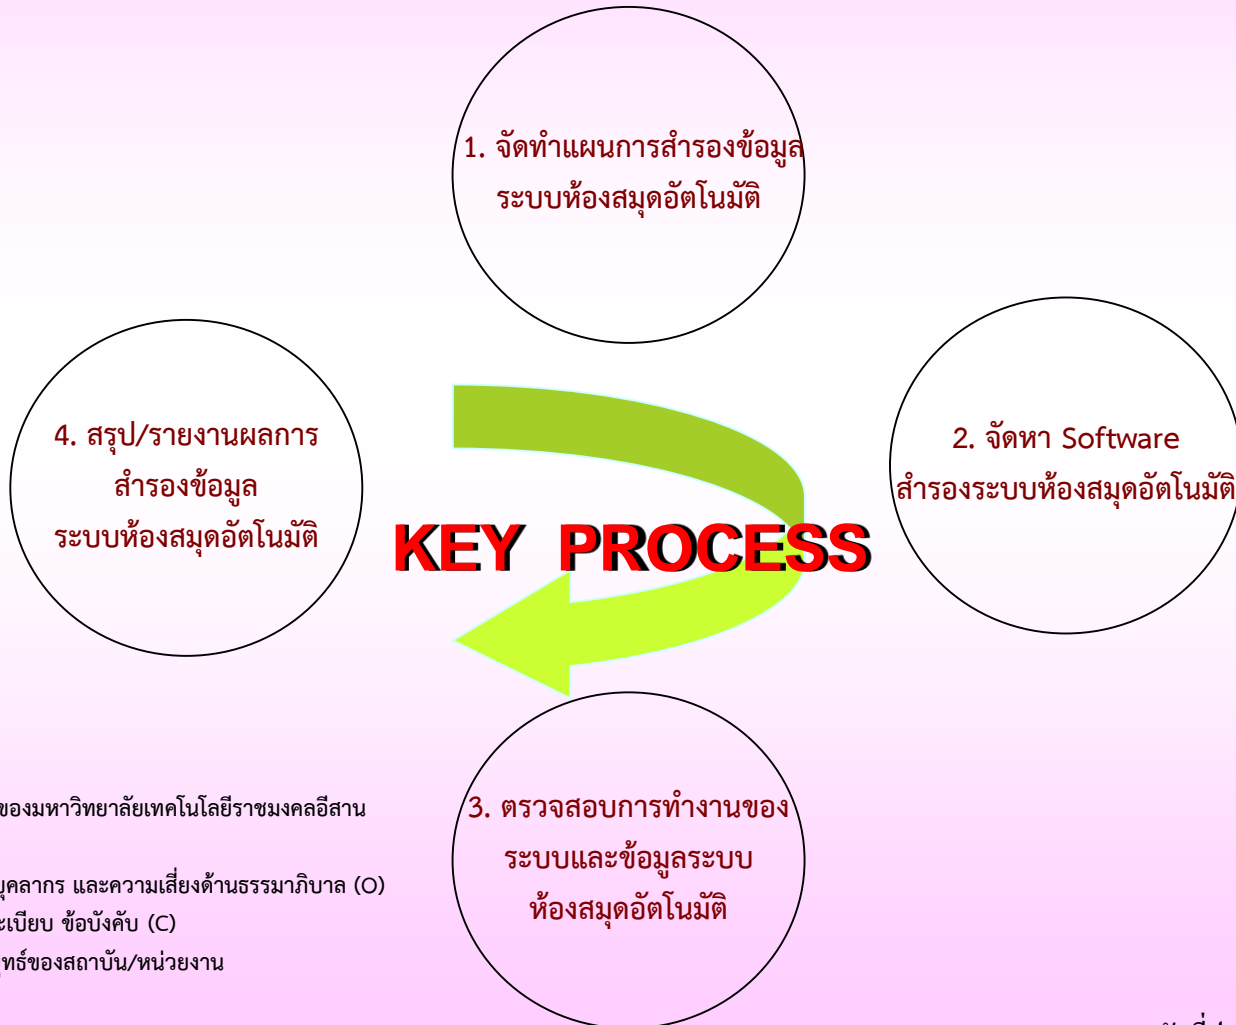 1. จัดทำแผนการสำรองข้อมูล
ระบบห้องสมุดอัตโนมัติ
2. จัดหา Software
สำรองระบบห้องสมุดอัตโนมัติ
4. สรุป/รายงานผลการ
สำรองข้อมูล
ระบบห้องสมุดอัตโนมัติ
KEY PROCESS
3. ตรวจสอบการทำงานของ
ระบบและข้อมูลระบบ
ห้องสมุดอัตโนมัติ
ของมหาวิทยาลัยเทคโนโลยีราชมงคลอีสาน
บุคลากร และความเสี่ยงด้านธรรมาภิบาล (O)
ะเบียบ ข้อบังคับ (C)
ุทธ์ของสถาบัน/หน่วยงาน